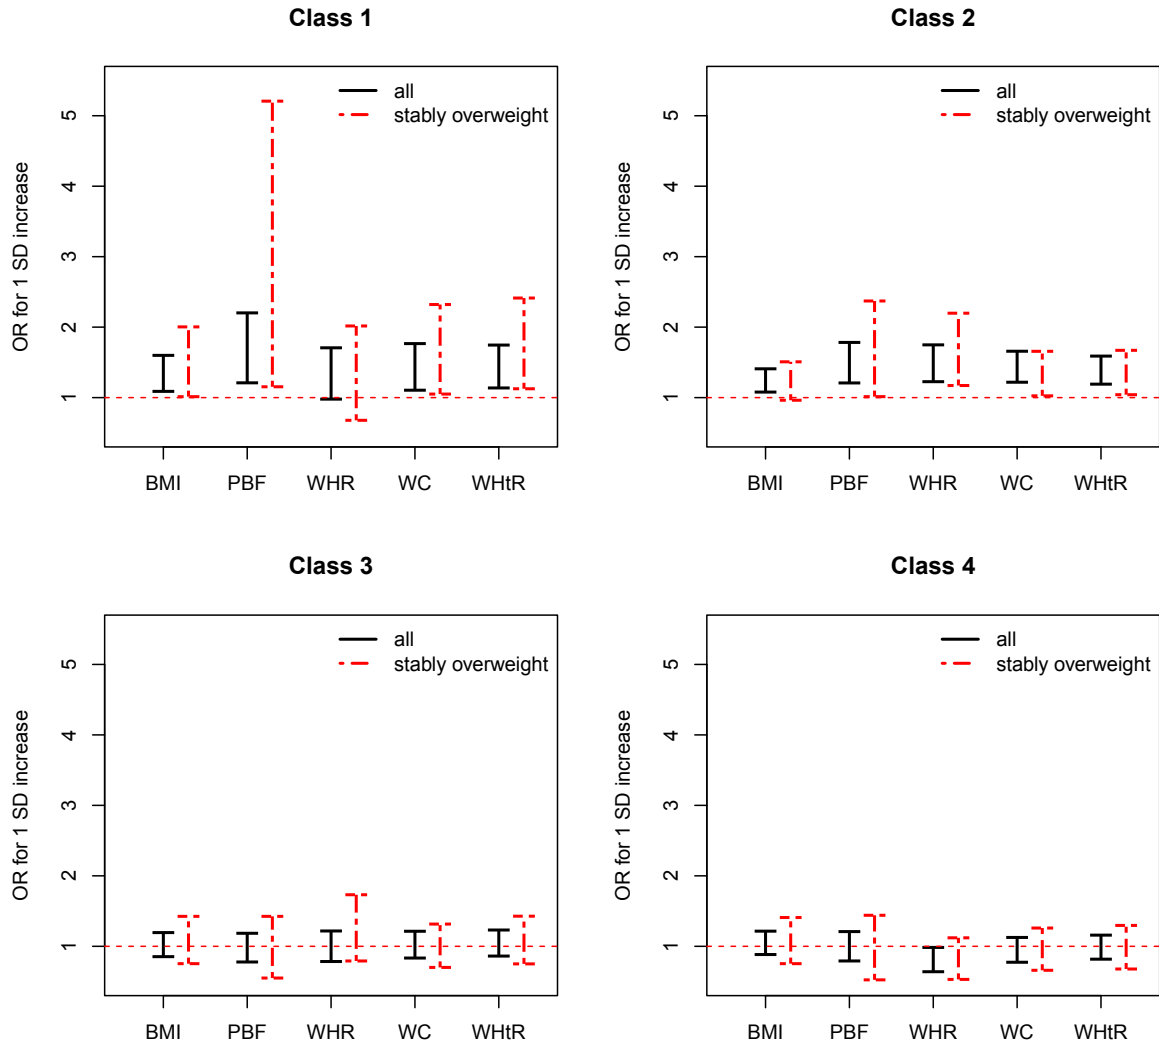 Class 1
all
stably overweight
OR for 1 SD increase
1 2 3 4 5
BMI PBF WHR WC WHtR
Class 2
all
stably overweight
OR for 1 SD increase
1 2 3 4 5
BMI PBF WHR WC WHtR
Class 3
all
stably overweight
OR for 1 SD increase
1 2 3 4 5
BMI PBF WHR WC WHtR
Class 4
all
stably overweight
OR for 1 SD increase
1 2 3 4 5
BMI PBF WHR WC WHtR